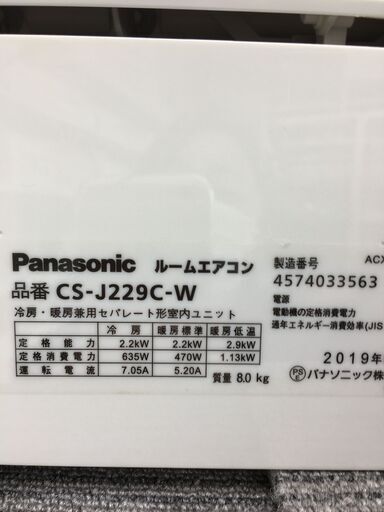 Panasonic ルームエアコン
品番 CS-J229C-W
冷房・暖房兼用セパレート形室内ユニット
冷房 暖房標準 暖房低温
定格能力 2.2kW 2.2kW 2.9kW
定格消費電力 635W 470W 1.13kW
運転電流 7.05A 5.20A
質量 8.0 kg
ACX
製造番号
4574033563
電源
電動機の定格消費電力
通年エネルギー消費効率(JIS
2019年
PSE パナソニック株